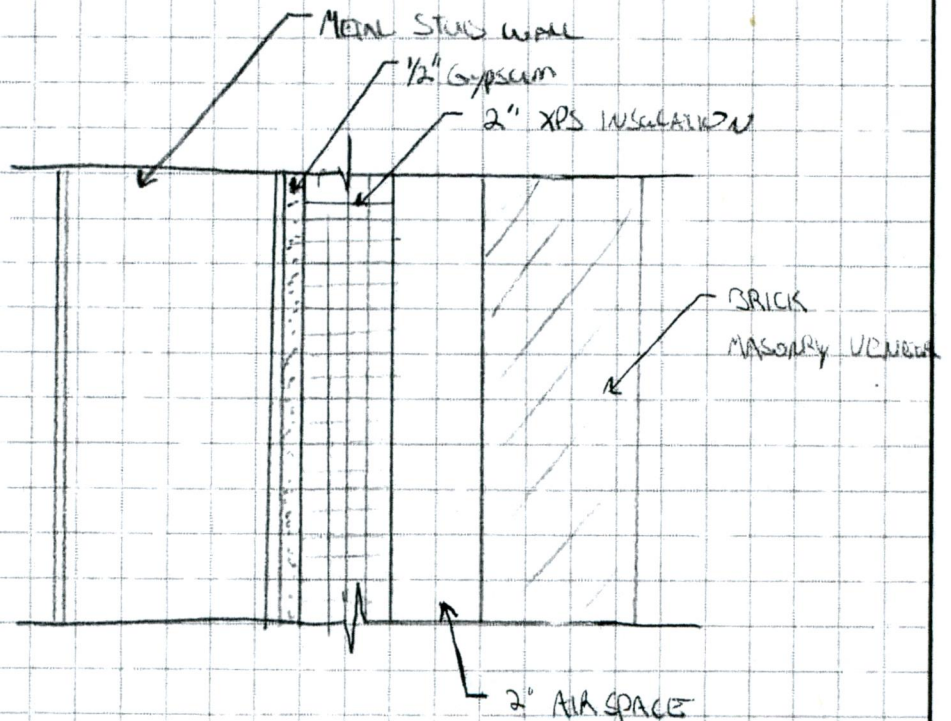 METAL STUD WALL
1/2" Gypsum
2" XPS INSULATION
BRICK
MASONRY VENEER
2" AIR SPACE